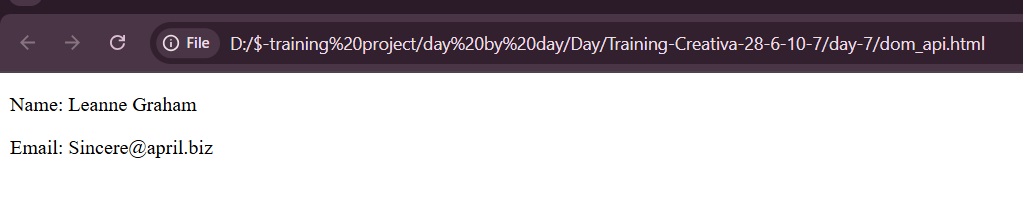 File D:/$-training%20project/day%20by%20day/Day/Training-Creativa-28-6-10-7/day-7/dom_api.html
Name: Leanne Graham
Email: Sincere@april.biz